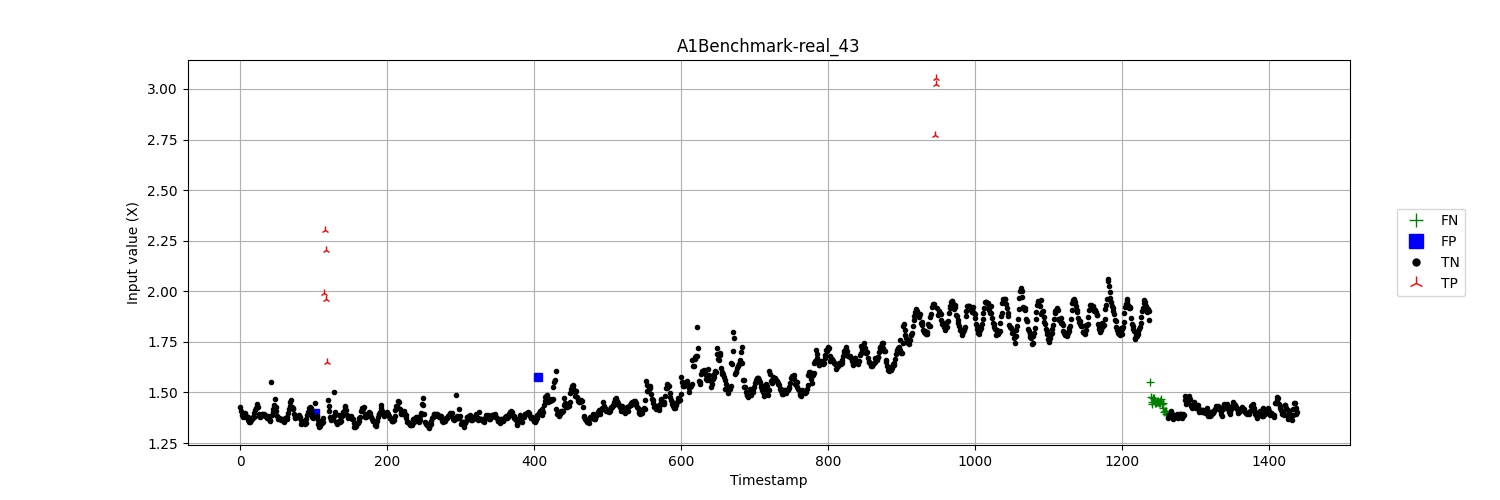 A1Benchmark-real_43
Input value (X)
3.00
2.75
2.50
2.25
2.00
1.75
1.50
1.25
0
200
400
600
800
1000
1200
1400
Timestamp
FN
FP
TN
TP